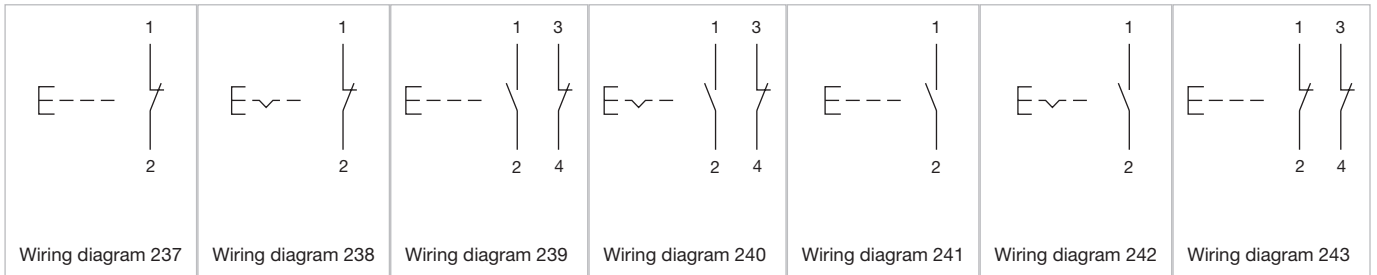 1
2
Wiring diagram 237
1
2
Wiring diagram 238
1 3
2 4
Wiring diagram 239
1 3
2 4
Wiring diagram 240
1
2
Wiring diagram 241
1
2
Wiring diagram 242
1 3
2 4
Wiring diagram 243